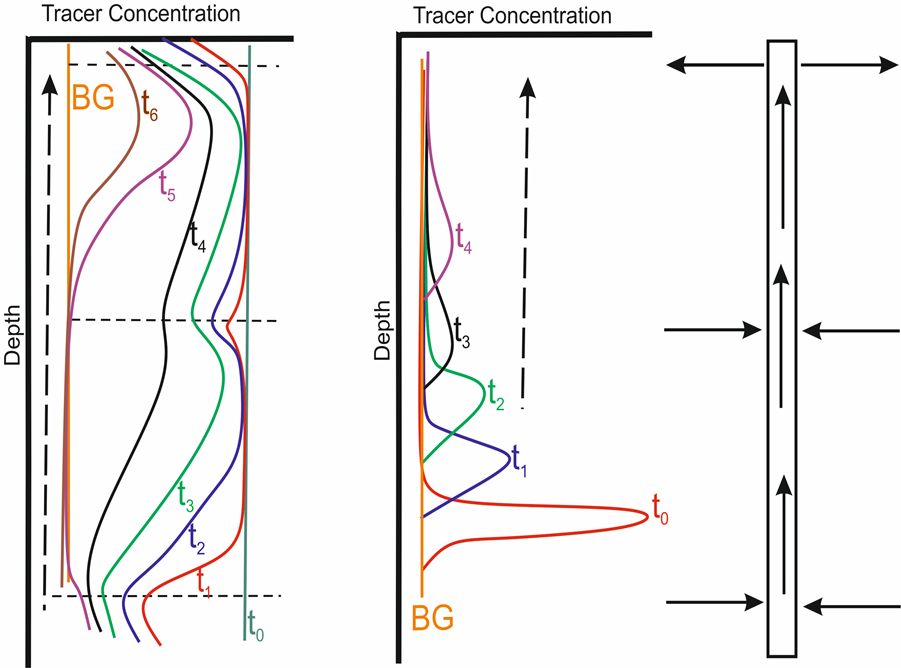 Tracer Concentration
BG
t6
t5
t4
t3
t2
t1
t0
Depth
Tracer Concentration
t4
t3
t2
t1
t0
Depth
BG